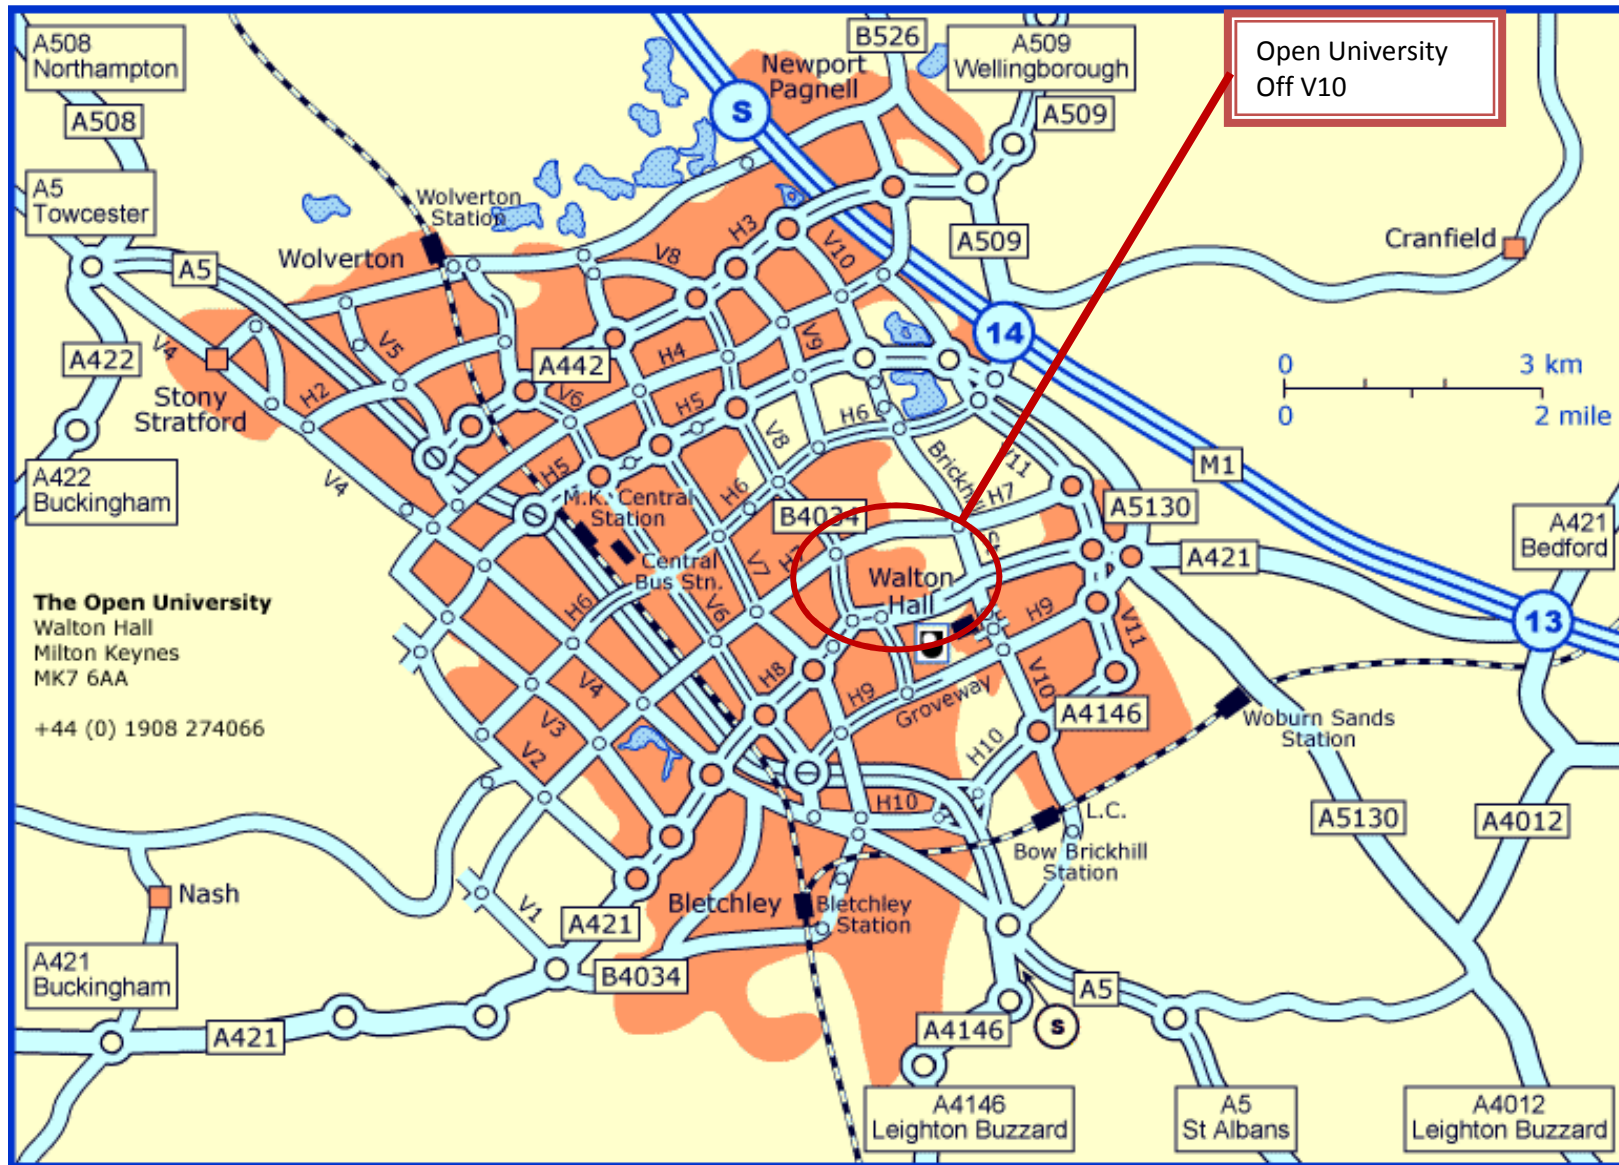 A508
Northampton
A508
A5
Towcester
A5
A422
A422
Buckingham
B526
A509
Wellingborough
A509
A509
Open University
Off V10
Newport
Pagnell
S
Wolverton
Station
Wolverton
V8
H3
V10
Cranfield
14
V4
V5
A442
H4
V9
Stony
Stratford
H2
V6
H5
V8
H6
0
3 km
0
2 mile
V4
H5
M.K. Central
Station
H6
Brickhill
St.
V11
H7
M1
A5130
B4034
A421
A421
Bedford
Central
Bus Stn.
V7
H7
Walton
Hall
The Open University
Walton Hall
Milton Keynes
MK7 6AA
+44 (0) 1908 274066
H6
V6
H9
V11
13
V4
H8
H9
Groveway
V10
A4146
Woburn Sands
Station
V3
V2
H10
H10
L.C.
A5130
A4012
Bow Brickhill
Station
Nash
V1
A421
Bletchley
Bletchley
Station
A421
Buckingham
B4034
A5
A421
A4146
S
A4146
Leighton Buzzard
A5
St Albans
A4012
Leighton Buzzard